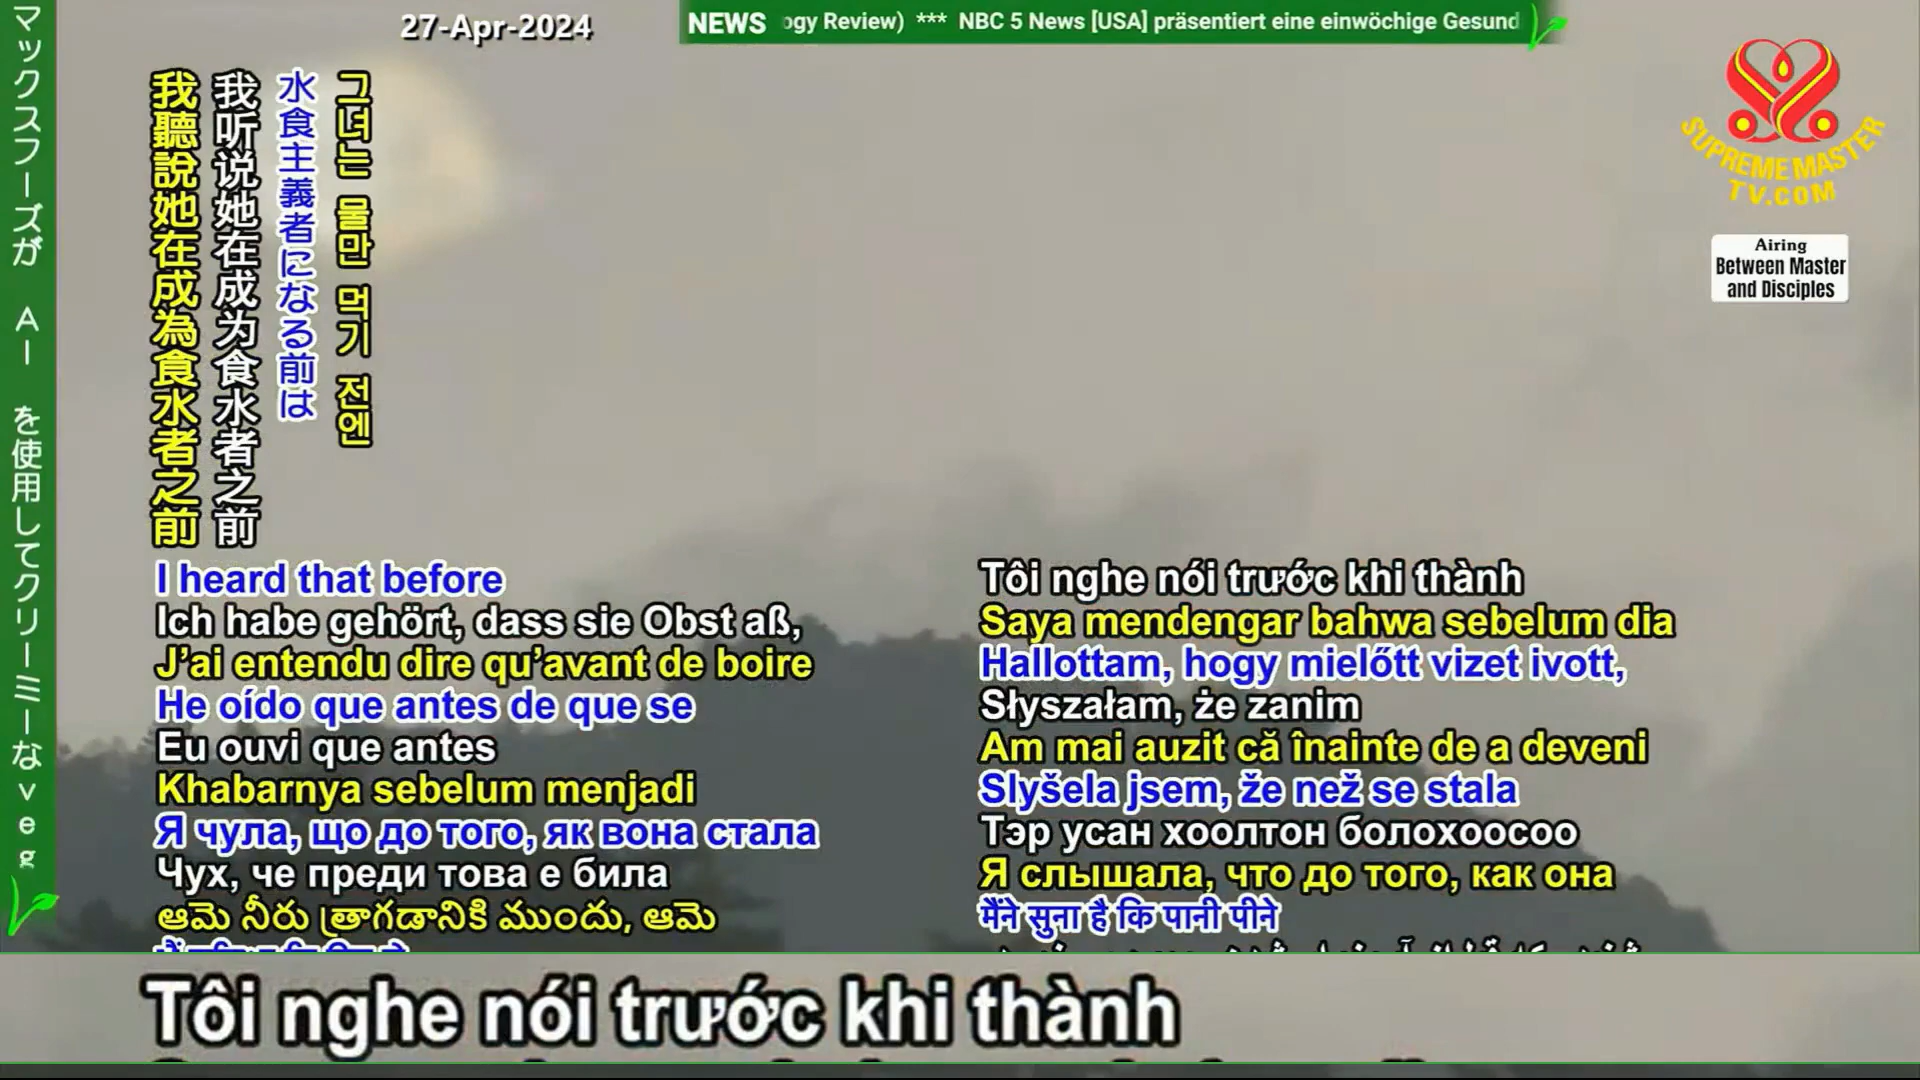 27-Apr-2024
NEWS ogy Review) *** NBC 5 News [USA] präsentiert eine einwöchige Gesund
マックスフーズが AI を使用してクリーミーなveg
SUPREME MASTER
TV.COM
Airing
Between Master
and Disciples
我聽說她在成為食水者之前
我听说她在成为食水者之前
水食主義者になる前は
그녀는 물만 먹기 전엔
I heard that before
Ich habe gehört, dass sie Obst aß,
J’ai entendu dire qu’avant de boire
He oído que antes de que se
Eu ouvi que antes
Khabarnya sebelum menjadi
Я чула, що до того, як вона стала
Чух, че преди това е била
ఆమె నీరు త్రాగడానికి ముందు, ఆమె
Tôi nghe nói trước khi thành
Saya mendengar bahwa sebelum dia
Hallottam, hogy mielőtt vizet ivott,
Słyszałam, że zanim
Am mai auzit că înainte de a deveni
Slyšela jsem, že než se stala
Тэр усан хоолтон болохоосоо
Я слышала, что до того, как она
मैंने सुना है कि पानी पीने
Tôi nghe nói trước khi thành